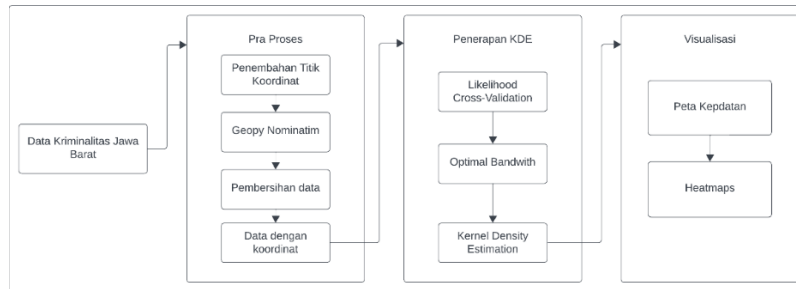 Data Kriminalitas Jawa
Barat
Pra Proses
Penembahan Titik
Koordinat
Geopy Nominatim
Pembersihan data
Data dengan
koordinat
Penerapan KDE
Likelihood
Cross-Validation
Optimal Bandwith
Kernel Density
Estimation
Visualisasi
Peta Kepdatan
Heatmaps